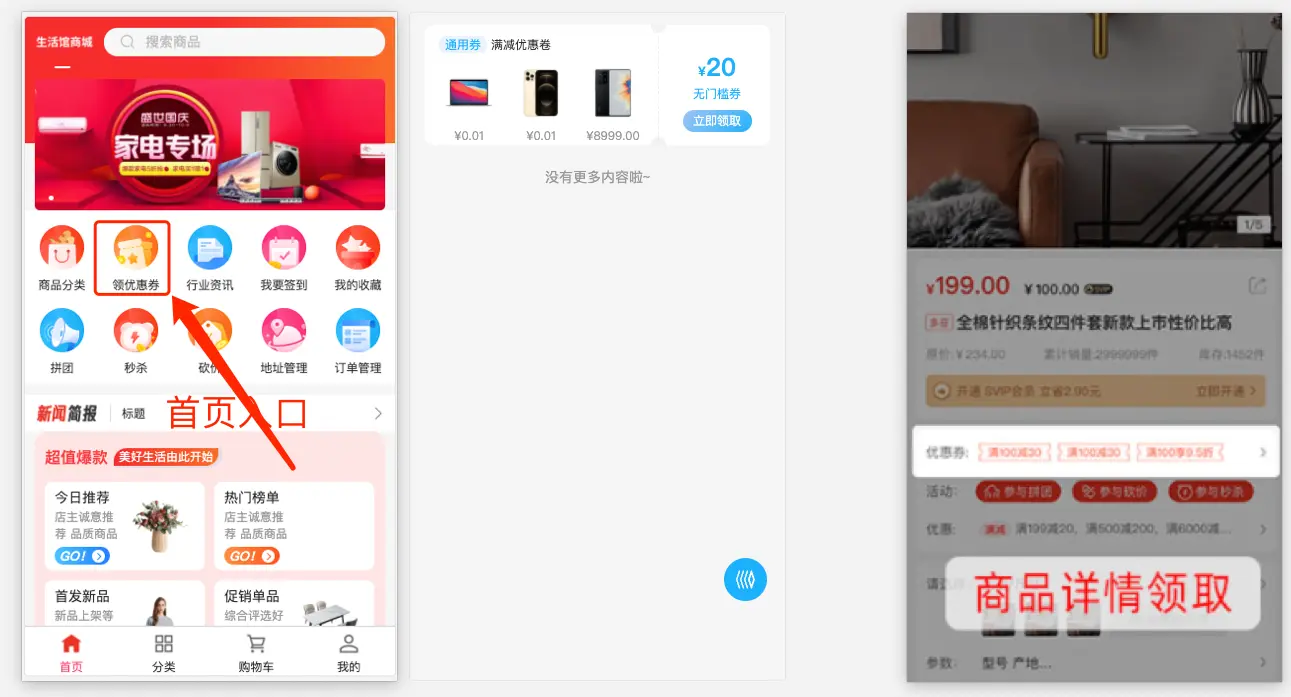 生活馆商城
搜索商品
盛世国庆
家电专场
商品分类
领优惠券
行业资讯
我要签到
我的收藏
拼团
秒杀
砍价
地址管理
订单管理
新闻简报
标题
首页入口
超值爆款
美好生活由此开始
今日推荐
店主诚意推
荐 品质商品
GO!
热门榜单
店主诚意推
荐 品质商品
GO!
首发新品
新品上架等
促销单品
综合评选好
首页
分类
购物车
我的
通用券 满减优惠卷
¥0.01
¥0.01
¥8999.00
¥20
无门槛券
立即领取
没有更多内容啦~
1/5
¥199.00 ¥100.00 SVIP
全棉针织条纹四件套新款上市性价比高
原价:¥234.00 累计销量:2999999件 库存:1452件
开通 SVIP会员 立省2.90元 立即开通
优惠券: 满100减30 满100减30 满100享9.5折
活动: 参与拼团 参与砍价 参与秒杀
优惠: 满减 满199减20、满500减200、满6000减...
商品详情领取
参数: 型号 产地...